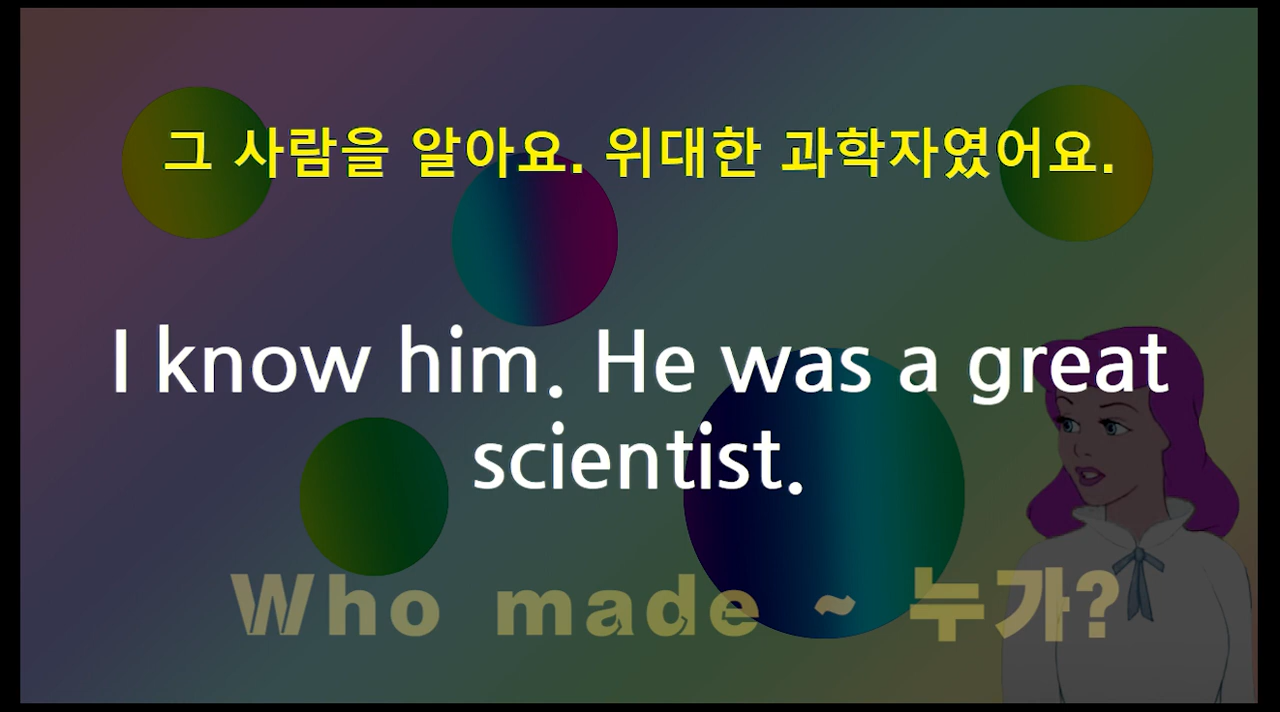 그 사람을 알아요. 위대한 과학자였어요.
I know him. He was a great
scientist.
Who made ~ 누가?